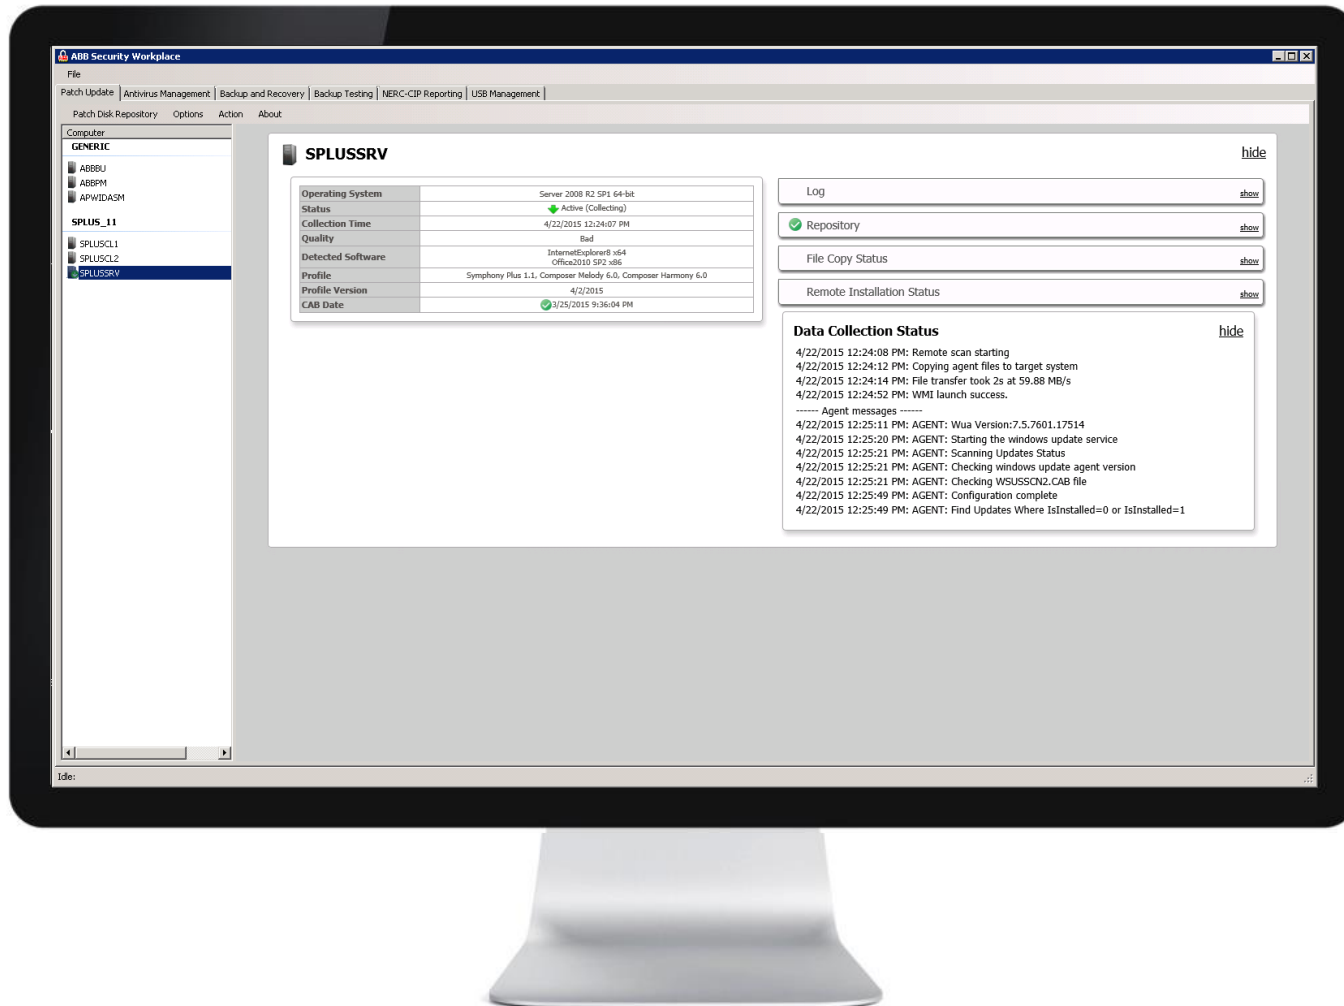 ABB Security Workplace
File
Patch Update Antivirus Management Backup and Recovery Backup Testing NERC-CIP Reporting USB Management
Patch Disk Repository Options Action About
Computer
GENERIC
ABBBU
ABBPM
APWIDASM
SPLUS_11
SPLUSCL1
SPLUSCL2
SPLUSSRV
SPLUSSRV hide
Operating System Server 2008 R2 SP1 64-bit
Status Active (Collecting)
Collection Time 4/22/2015 12:24:07 PM
Quality Bad
Detected Software InternetExplorer8 x64
Office2010 SP2 x86
Profile Symphony Plus 1.1, Composer Melody 6.0, Composer Harmony 6.0
Profile Version 4/2/2015
CAB Date 3/25/2015 9:36:04 PM
Log show
Repository show
File Copy Status show
Remote Installation Status show
Data Collection Status hide
4/22/2015 12:24:08 PM: Remote scan starting
4/22/2015 12:24:12 PM: Copying agent files to target system
4/22/2015 12:24:14 PM: File transfer took 2s at 59.88 MB/s
4/22/2015 12:24:52 PM: WMI launch success.
------ Agent messages ------
4/22/2015 12:25:11 PM: AGENT: Wua Version:7.5.7601.17514
4/22/2015 12:25:20 PM: AGENT: Starting the windows update service
4/22/2015 12:25:21 PM: AGENT: Scanning Updates Status
4/22/2015 12:25:21 PM: AGENT: Checking windows update agent version
4/22/2015 12:25:21 PM: AGENT: Checking WSUSSCN2.CAB file
4/22/2015 12:25:49 PM: AGENT: Configuration complete
4/22/2015 12:25:49 PM: AGENT: Find Updates Where IsInstalled=0 or IsInstalled=1
Idle: